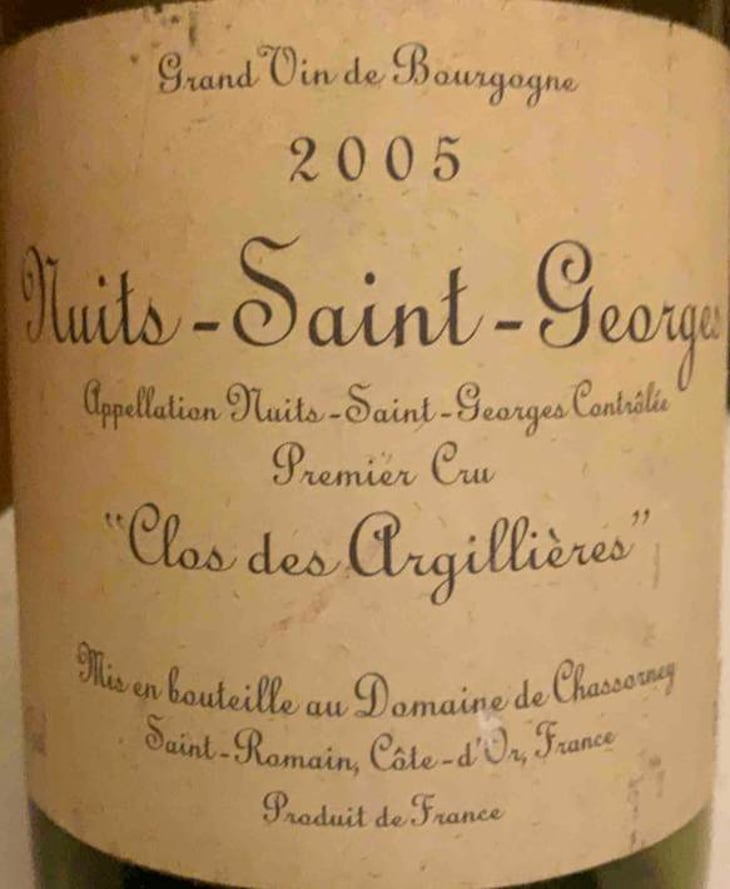 Grand Vin de Bourgogne
2005
Nuits-Saint-Georges
Appellation Nuits-Saint-Georges Contrôlée
Premier Cru
"Clos des Argillières"
Mis en bouteille au Domaine de Chassorney
Saint-Romain, Côte-d'Or, France
Produit de France